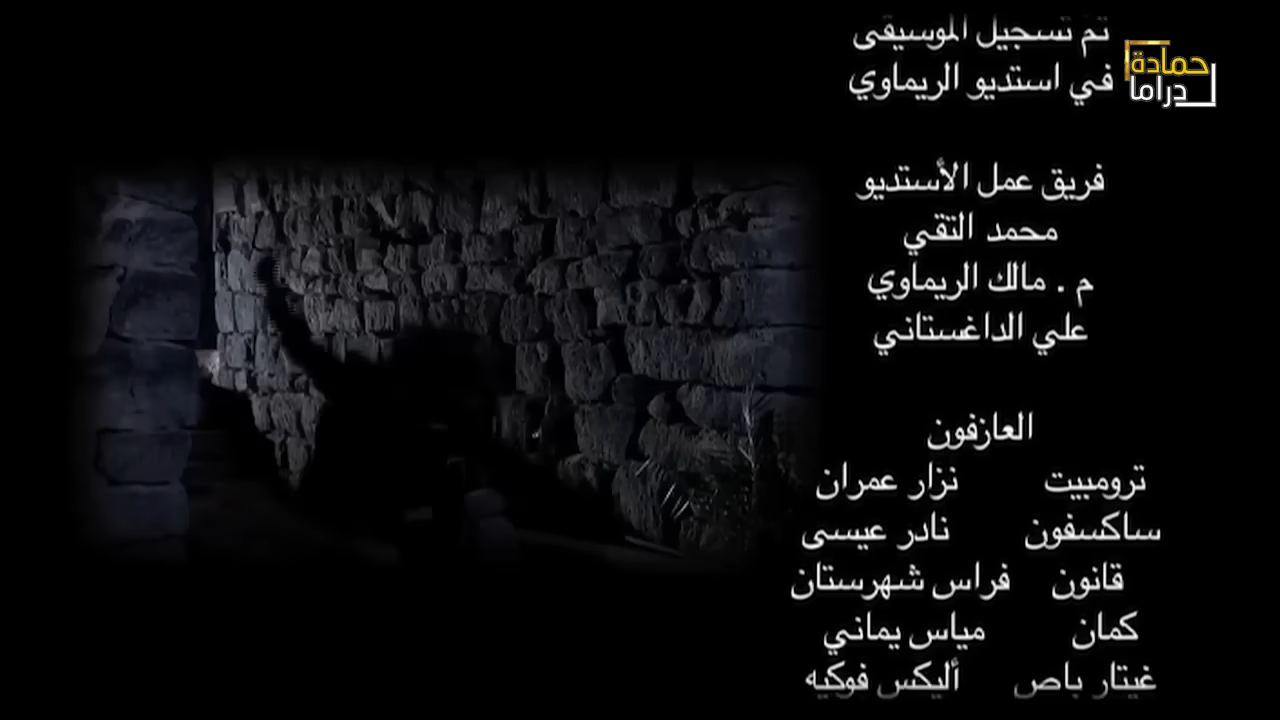 تم تسجيل الموسيقى
في استديو الريماوي
حمادة
دراما
فريق عمل الأستديو
محمد التقي
م . مالك الريماوي
علي الداغستاني
العازفون
ترومبيت نزار عمران
ساكسفون نادر عيسى
قانون فراس شهرستان
كمان مياس يماني
غيتار باص أليكس فوكيه